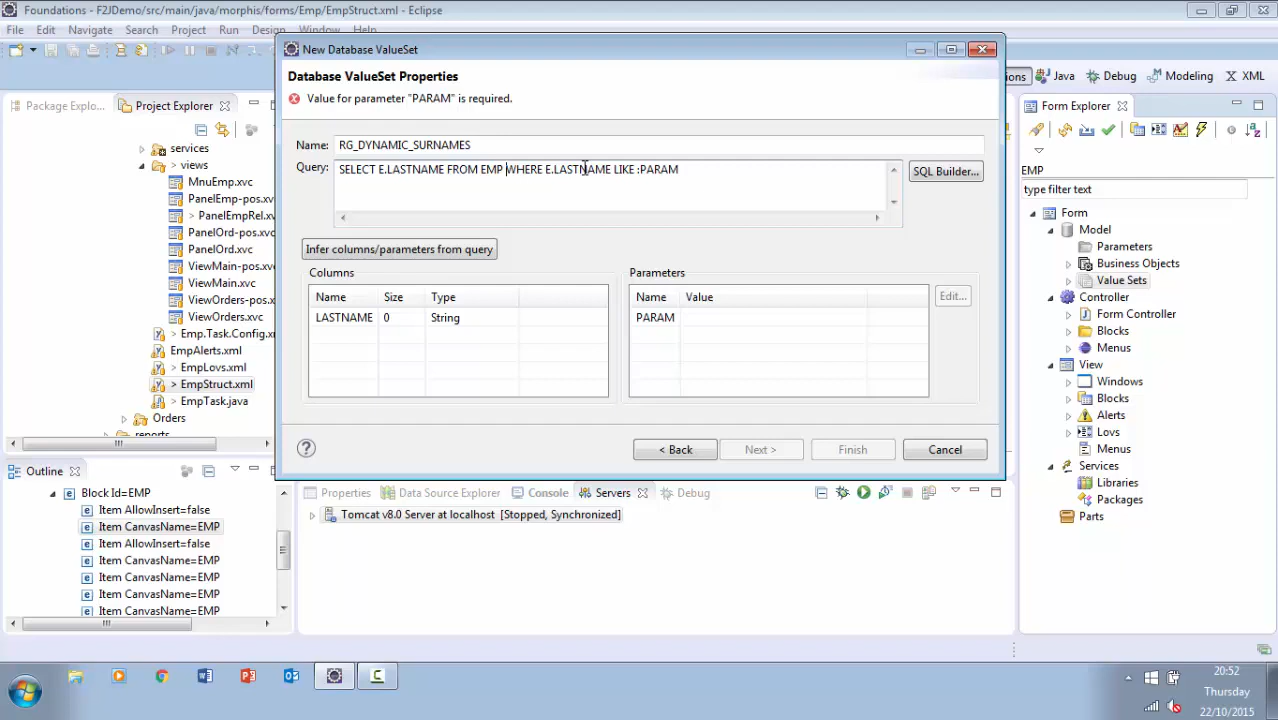 Foundations - F2JDemo/src/main/java/morphis/forms/Emp/EmpStruct.xml - Eclipse
File Edit Navigate Search Project Run Design Window Help
New Database ValueSet
Database ValueSet Properties
Value for parameter "PARAM" is required.
Name: RG_DYNAMIC_SURNAMES
Query: SELECT E.LASTNAME FROM EMP WHERE E.LASTNAME LIKE :PARAM
SQL Builder...
Infer columns/parameters from query
Columns
Name Size Type
LASTNAME 0 String
Parameters
Name Value
PARAM
Edit...
< Back Next > Finish Cancel
Package Explo... Project Explorer
services
views
MnuEmp.xvc
PanelEmp-pos.xvc
> PanelEmpRel.xvc
PanelOrd-pos.xvc
PanelOrd.xvc
ViewMain-pos.xvc
ViewMain.xvc
ViewOrders-pos.xvc
ViewOrders.xvc
> Emp.Task.Config.xml
EmpAlerts.xml
> EmpLovs.xml
> EmpStruct.xml
> EmpTask.java
Orders
reports
Outline
Block Id=EMP
Item AllowInsert=false
Item CanvasName=EMP
Item AllowInsert=false
Item CanvasName=EMP
Item CanvasName=EMP
Item CanvasName=EMP
Item CanvasName=EMP
Properties Data Source Explorer Console Servers Debug
Tomcat v8.0 Server at localhost [Stopped, Synchronized]
Java Debug Modeling XML
Form Explorer
EMP
type filter text
Form
Model
Parameters
Business Objects
Value Sets
Controller
Form Controller
Blocks
Menus
View
Windows
Blocks
Alerts
Lovs
Menus
Services
Libraries
Packages
Parts
20:52
Thursday
22/10/2015